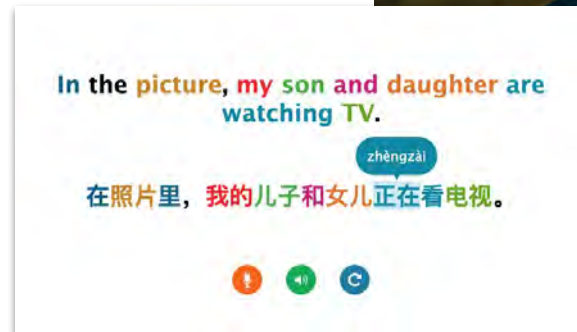 In the picture, my son and daughter are
watching TV.
zhèngzài
在照片里，我的儿子和女儿正在看电视。